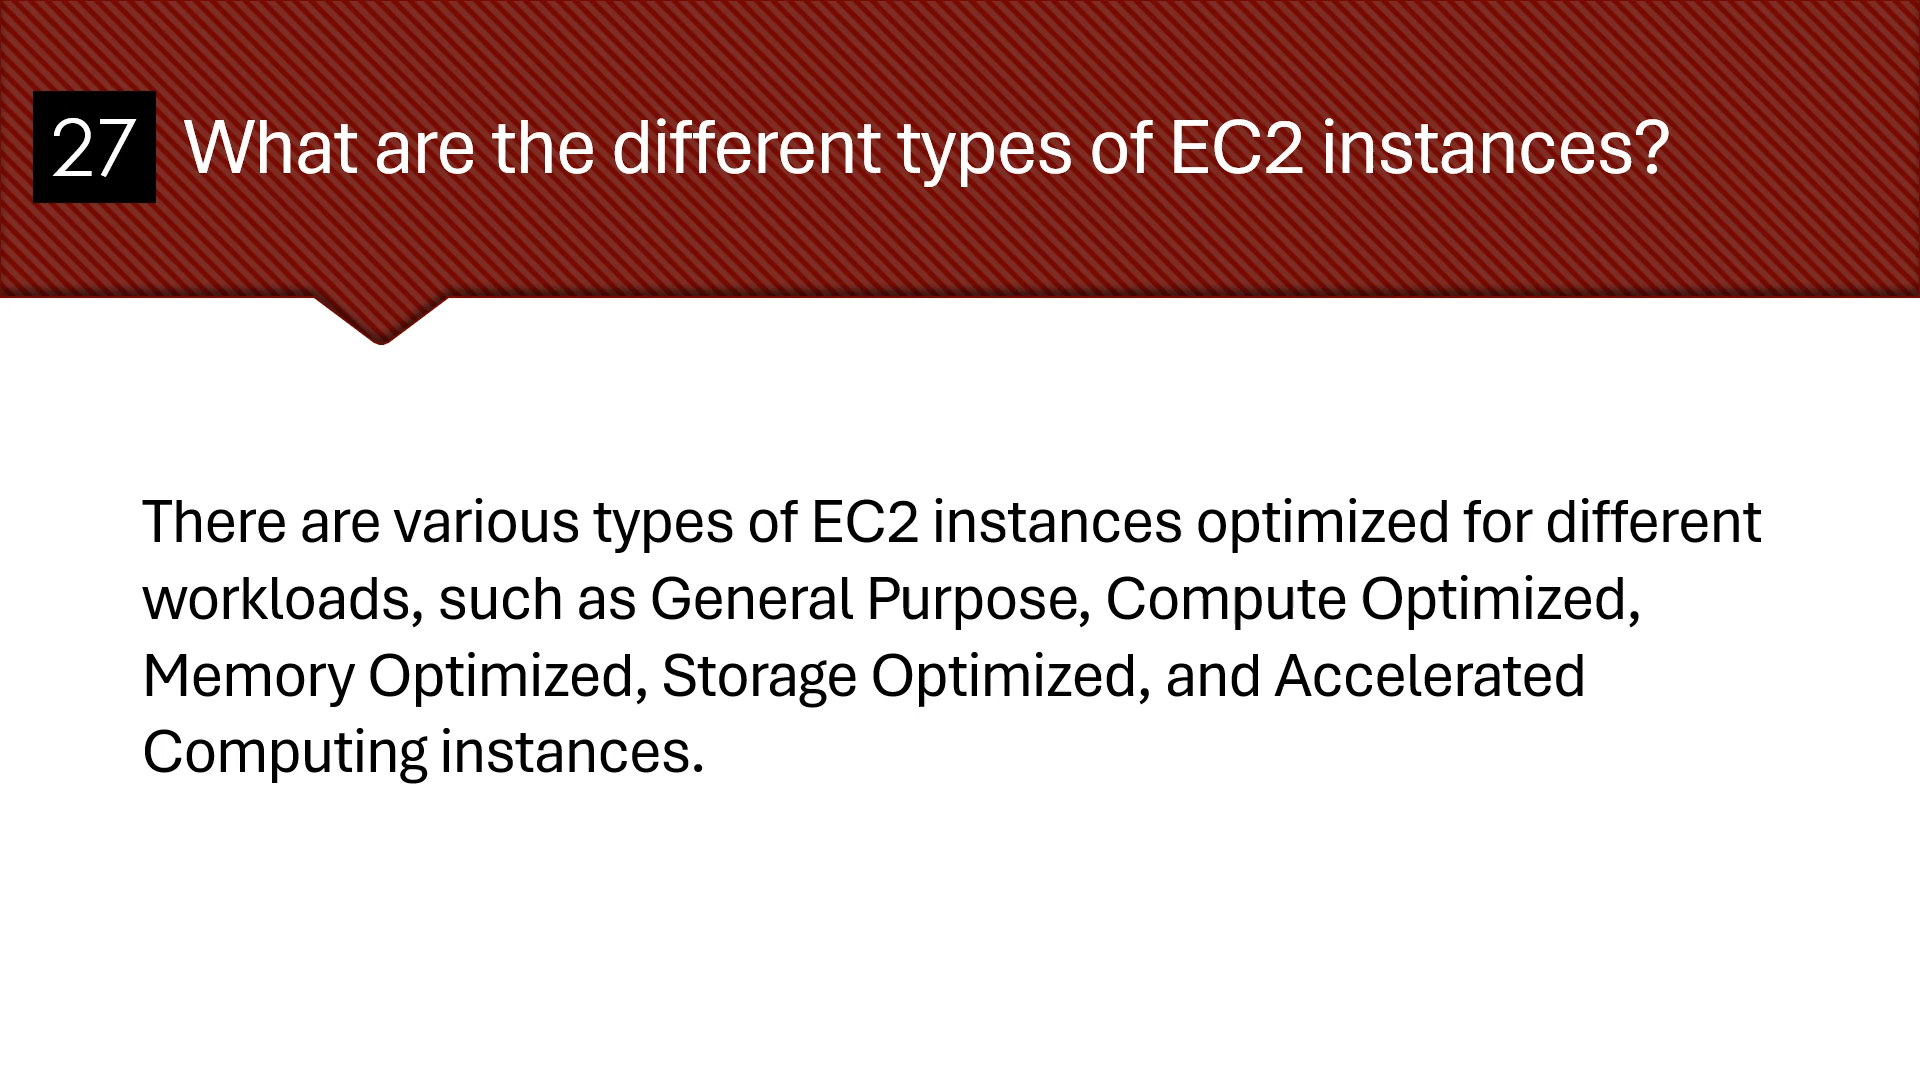 27 What are the different types of EC2 instances?
There are various types of EC2 instances optimized for different
workloads, such as General Purpose, Compute Optimized,
Memory Optimized, Storage Optimized, and Accelerated
Computing instances.